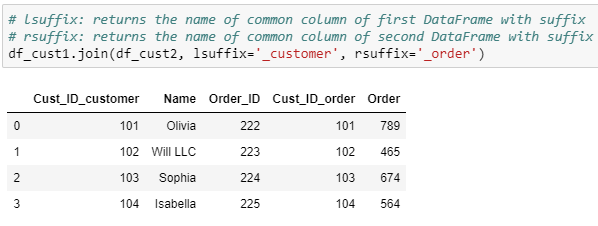 # lsuffix: returns the name of common column of first DataFrame with suffix
# rsuffix: returns the name of common column of second DataFrame with suffix
df_cust1.join(df_cust2, lsuffix='_customer', rsuffix='_order')
Cust_ID_customer Name Order_ID Cust_ID_order Order
0 101 Olivia 222 101 789
1 102 Will LLC 223 102 465
2 103 Sophia 224 103 674
3 104 Isabella 225 104 564